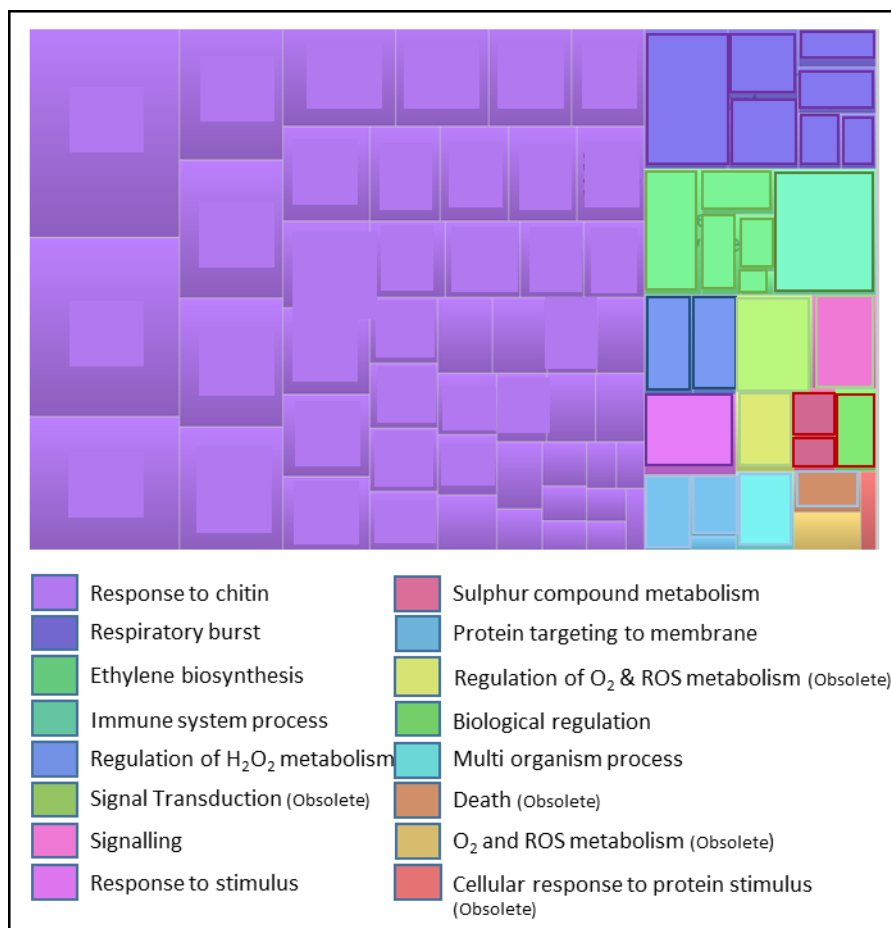 Response to chitin
Respiratory burst
Ethylene biosynthesis
Immune system process
Regulation of H₂O₂ metabolism
Signal Transduction (Obsolete)
Signalling
Response to stimulus
Sulphur compound metabolism
Protein targeting to membrane
Regulation of O₂ & ROS metabolism (Obsolete)
Biological regulation
Multi organism process
Death (Obsolete)
O₂ and ROS metabolism (Obsolete)
Cellular response to protein stimulus
(Obsolete)